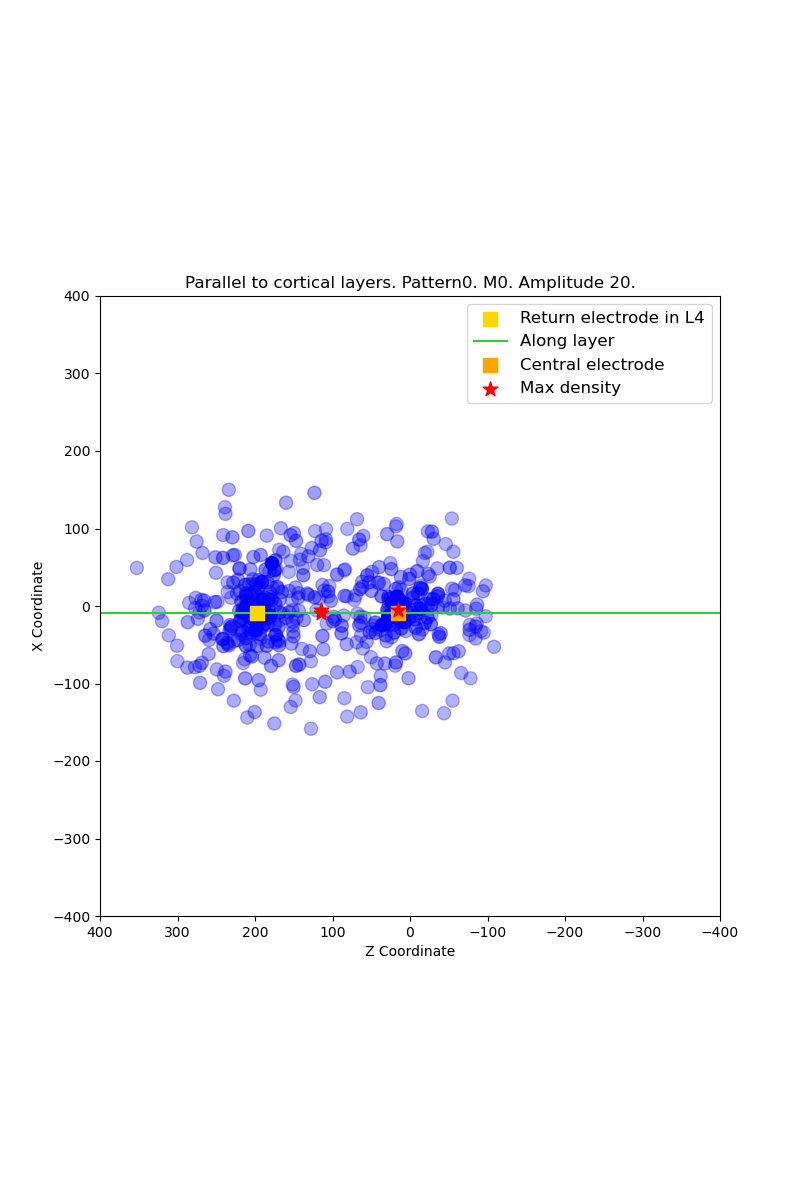 Parallel to cortical layers. Pattern0. M0. Amplitude 20.
Return electrode in L4
Along layer
Central electrode
Max density
400
300
200
100
0
−100
−200
−300
−400
X Coordinate
400 300 200 100 0 −100 −200 −300 −400
Z Coordinate